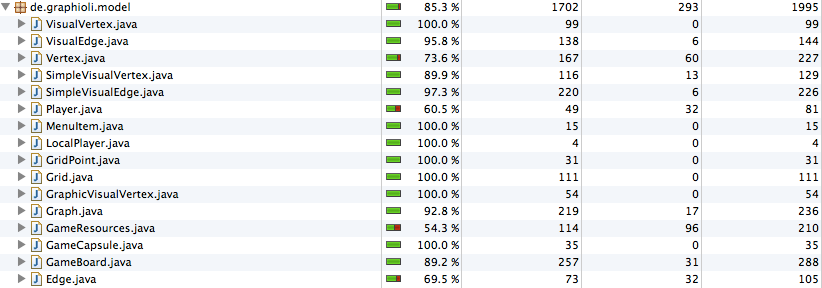 de.graphioli.model 85.3 % 1702 293 1995
VisualVertex.java 100.0 % 99 0 99
VisualEdge.java 95.8 % 138 6 144
Vertex.java 73.6 % 167 60 227
SimpleVisualVertex.java 89.9 % 116 13 129
SimpleVisualEdge.java 97.3 % 220 6 226
Player.java 60.5 % 49 32 81
MenuItem.java 100.0 % 15 0 15
LocalPlayer.java 100.0 % 4 0 4
GridPoint.java 100.0 % 31 0 31
Grid.java 100.0 % 111 0 111
GraphicVisualVertex.java 100.0 % 54 0 54
Graph.java 92.8 % 219 17 236
GameResources.java 54.3 % 114 96 210
GameCapsule.java 100.0 % 35 0 35
GameBoard.java 89.2 % 257 31 288
Edge.java 69.5 % 73 32 105